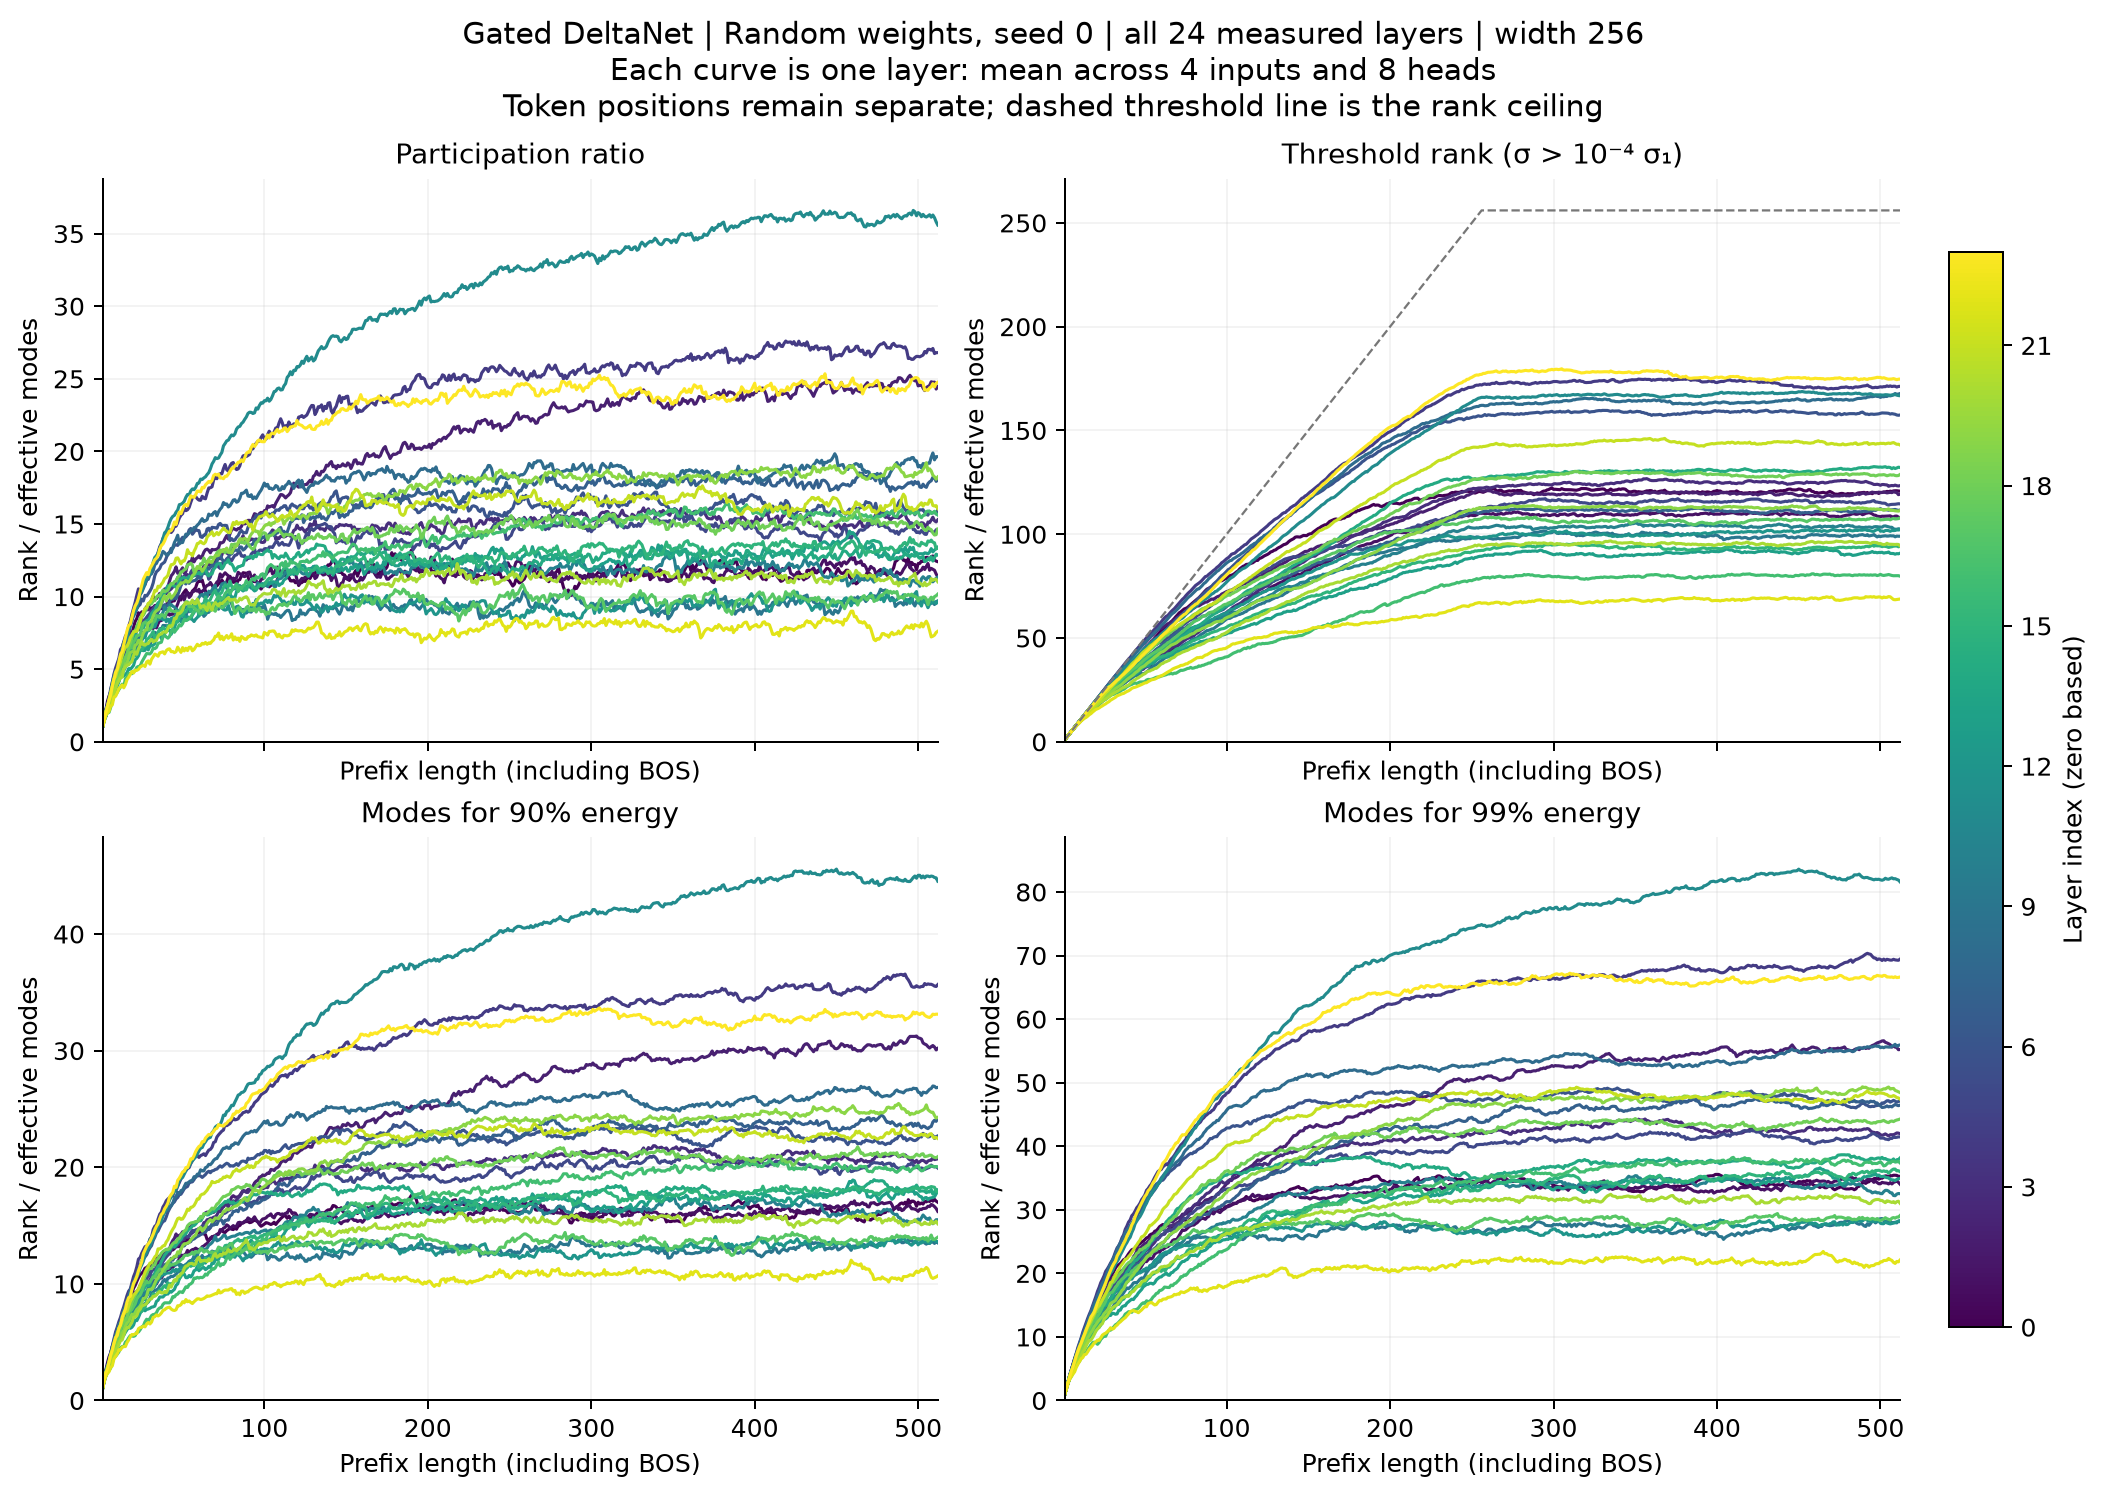 Gated DeltaNet | Random weights, seed 0 | all 24 measured layers | width 256
Each curve is one layer: mean across 4 inputs and 8 heads
Token positions remain separate; dashed threshold line is the rank ceiling
Participation ratio
Rank / effective modes
35
30
25
20
15
10
5
0
Prefix length (including BOS)
Threshold rank (σ > 10⁻⁴ σ₁)
Rank / effective modes
250
200
150
100
50
0
Prefix length (including BOS)
Modes for 90% energy
Rank / effective modes
40
30
20
10
0
100 200 300 400 500
Prefix length (including BOS)
Modes for 99% energy
Rank / effective modes
80
70
60
50
40
30
20
10
0
100 200 300 400 500
Prefix length (including BOS)
21
18
15
12
9
6
3
0
Layer index (zero based)